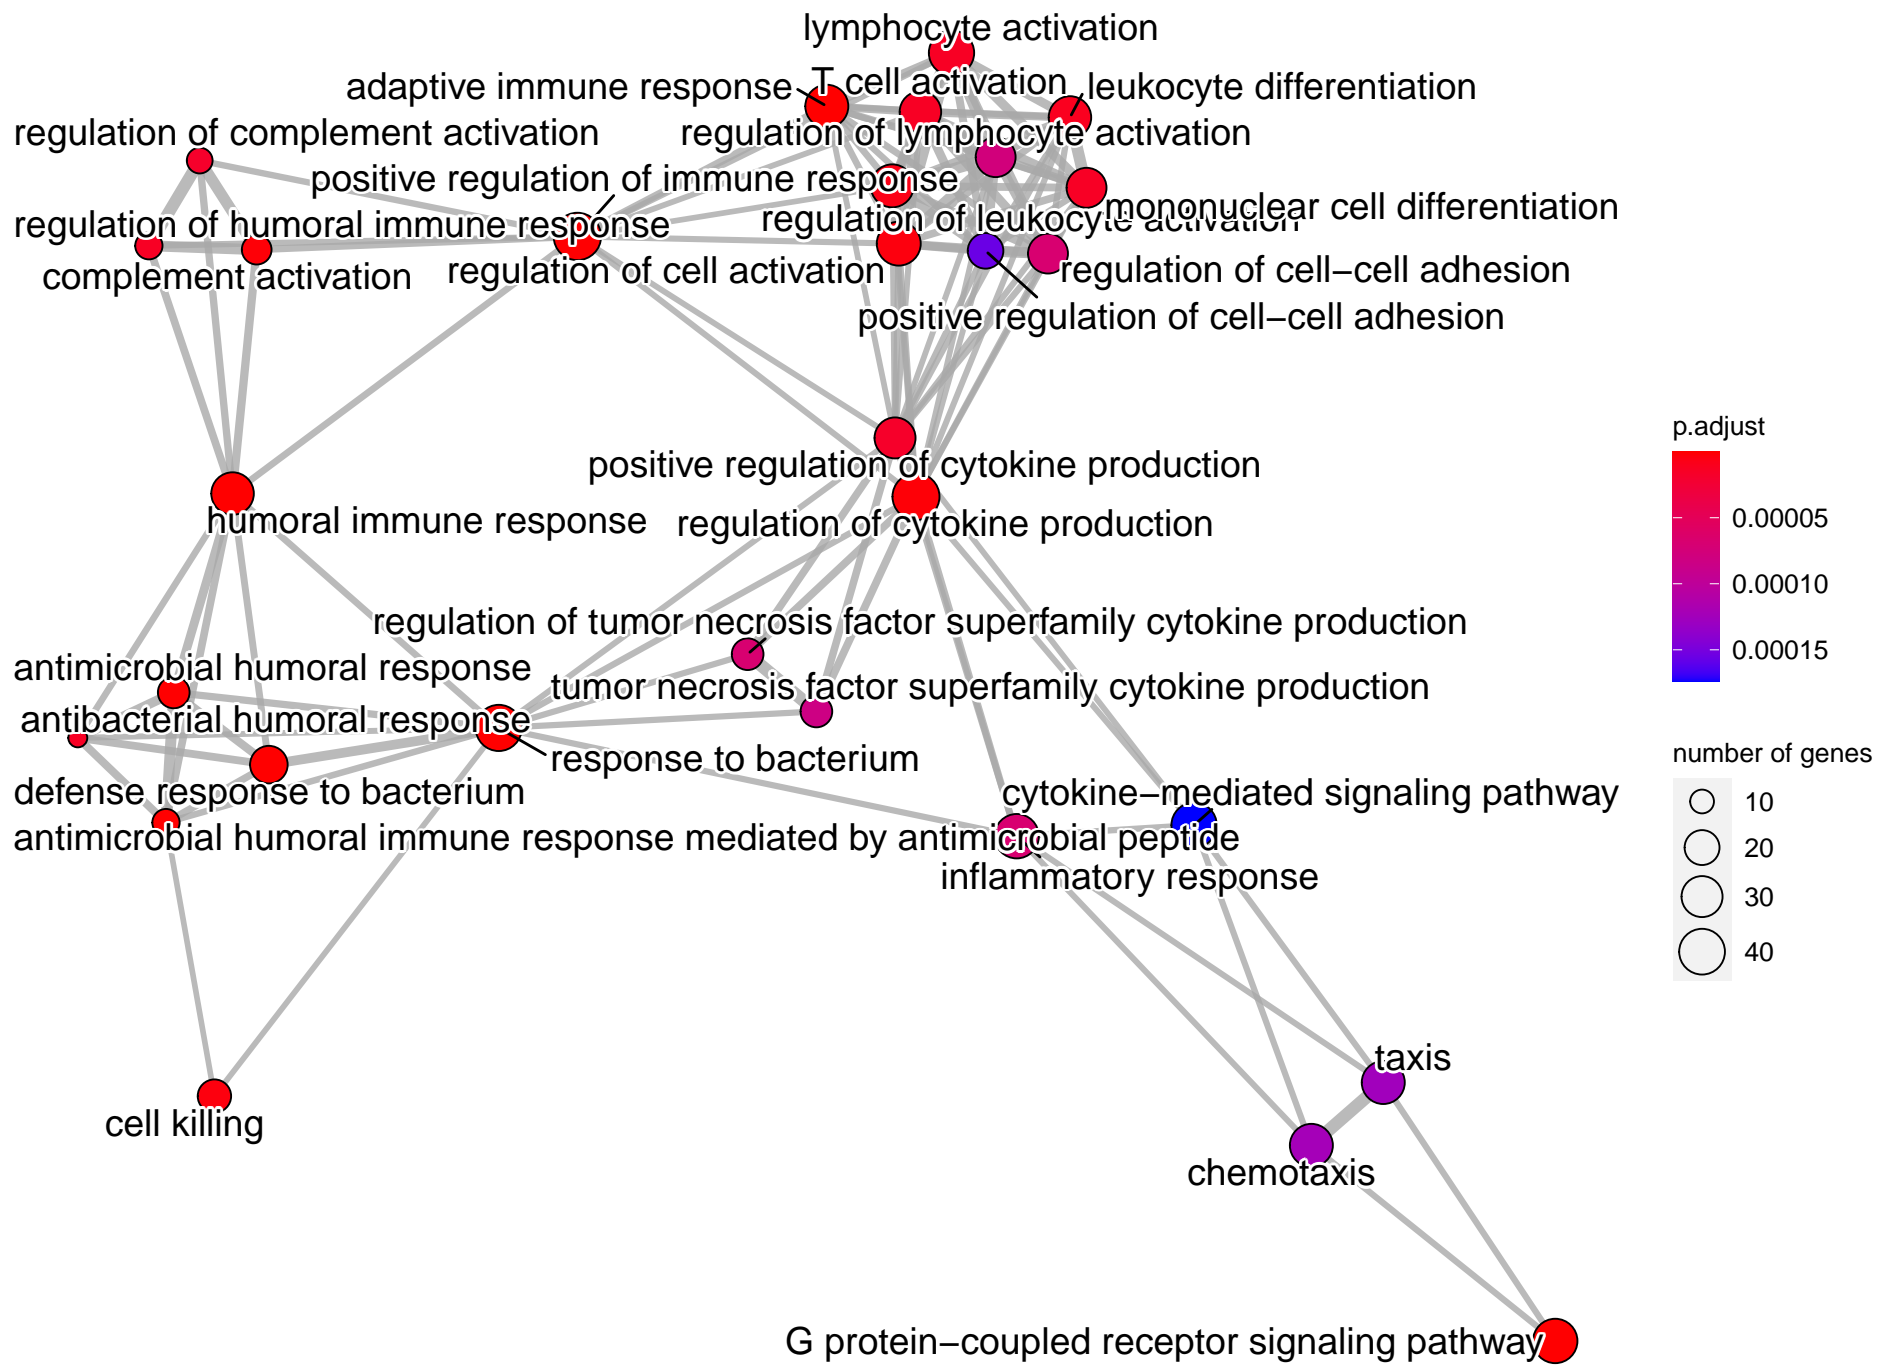 lymphocyte activation
T cell activation
adaptive immune response
leukocyte differentiation
regulation of complement activation
regulation of lymphocyte activation
positive regulation of immune response
mononuclear cell differentiation
regulation of humoral immune response
regulation of leukocyte activation
complement activation
regulation of cell activation
regulation of cell−cell adhesion
positive regulation of cell−cell adhesion
positive regulation of cytokine production
humoral immune response
regulation of cytokine production
regulation of tumor necrosis factor superfamily cytokine production
antimicrobial humoral response
tumor necrosis factor superfamily cytokine production
antibacterial humoral response
response to bacterium
defense response to bacterium
cytokine−mediated signaling pathway
antimicrobial humoral immune response mediated by antimicrobial peptide
inflammatory response
taxis
cell killing
chemotaxis
G protein−coupled receptor signaling pathway
p.adjust
0.00005
0.00010
0.00015
number of genes
10
20
30
40